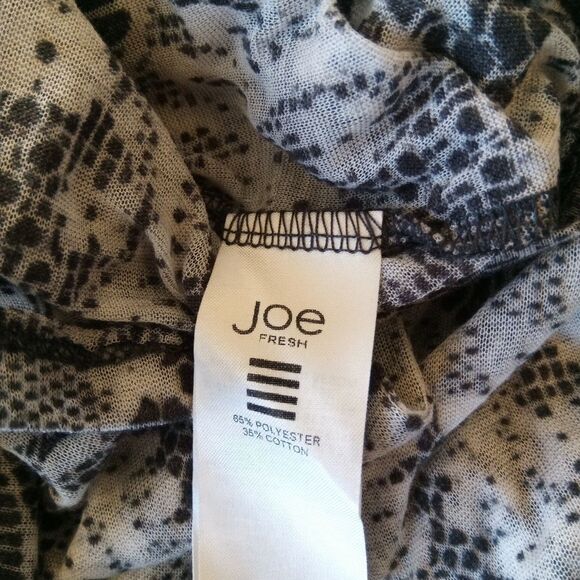 Joe
FRESH
65% POLYESTER
35% COTTON